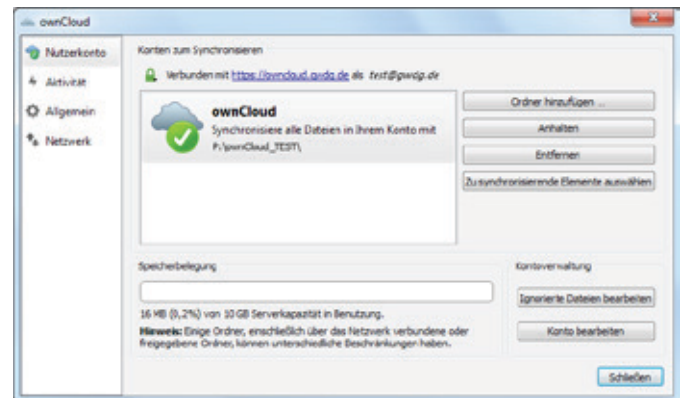 ownCloud
Nutzerkonto
Aktivität
Allgemein
Netzwerk
Konten zum Synchronisieren
Verbunden mit https://owncloud.gwdg.de als test@gwdg.de
ownCloud
Synchronisiere alle Dateien in Ihrem Konto mit
P:\ownCloud_TEST\
Ordner hinzufügen ...
Anhalten
Entfernen
Zu synchronisierende Elemente auswählen
Speicherbelegung
16 MB (0,2%) von 10 GB Serverkapazität in Benutzung.
Hinweis: Einige Ordner, einschließlich über das Netzwerk verbundene oder
freigegebene Ordner, können unterschiedliche Beschränkungen haben.
Kontoverwaltung
Ignorierte Dateien bearbeiten
Konto bearbeiten
Schließen